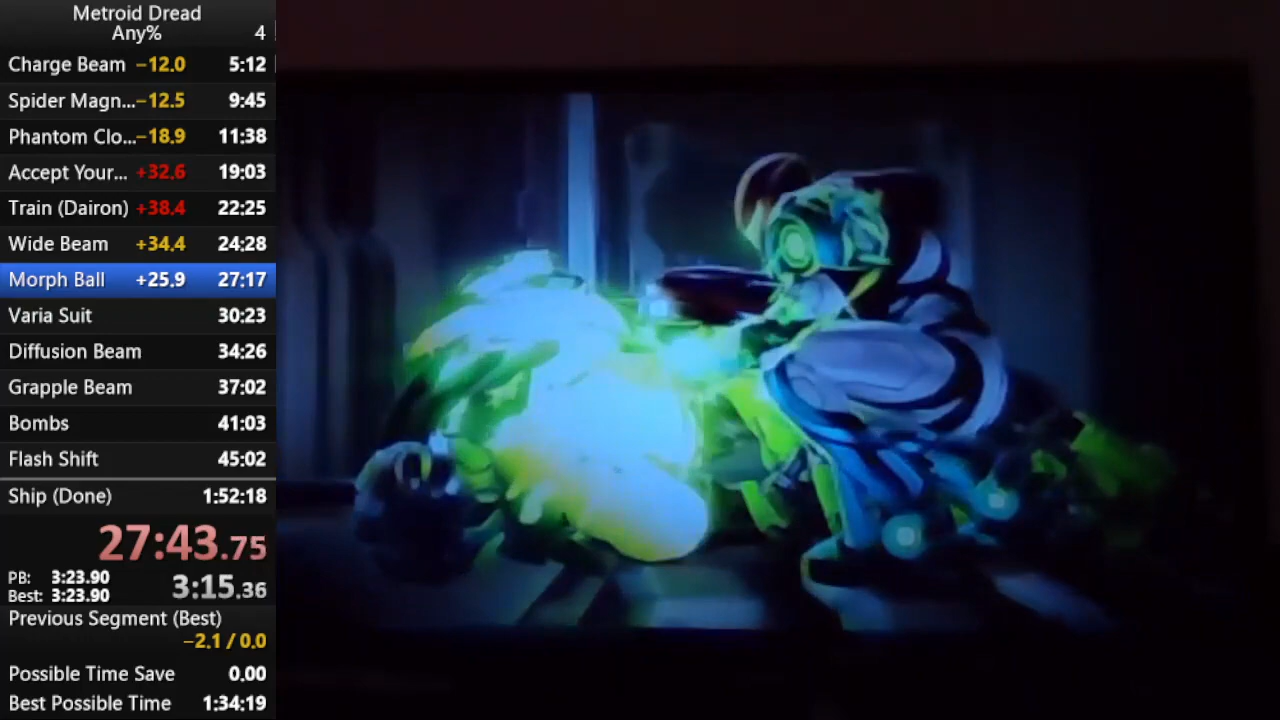 Metroid Dread
Any% 4
Charge Beam −12.0 5:12
Spider Magn... −12.5 9:45
Phantom Clo... −18.9 11:38
Accept Your... +32.6 19:03
Train (Dairon) +38.4 22:25
Wide Beam +34.4 24:28
Morph Ball +25.9 27:17
Varia Suit 30:23
Diffusion Beam 34:26
Grapple Beam 37:02
Bombs 41:03
Flash Shift 45:02
Ship (Done) 1:52:18
27:43.75
PB: 3:23.90
Best: 3:23.90 3:15.36
Previous Segment (Best)
−2.1 / 0.0
Possible Time Save 0.00
Best Possible Time 1:34:19